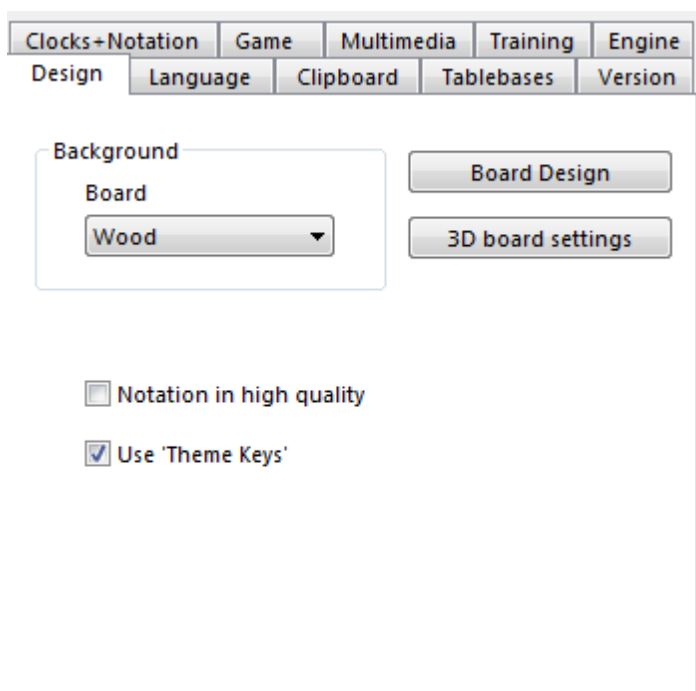 Clocks+Notation Game Multimedia Training Engine
Design Language Clipboard Tablebases Version
Background
Board
Wood
Board Design
3D board settings
Notation in high quality
Use 'Theme Keys'